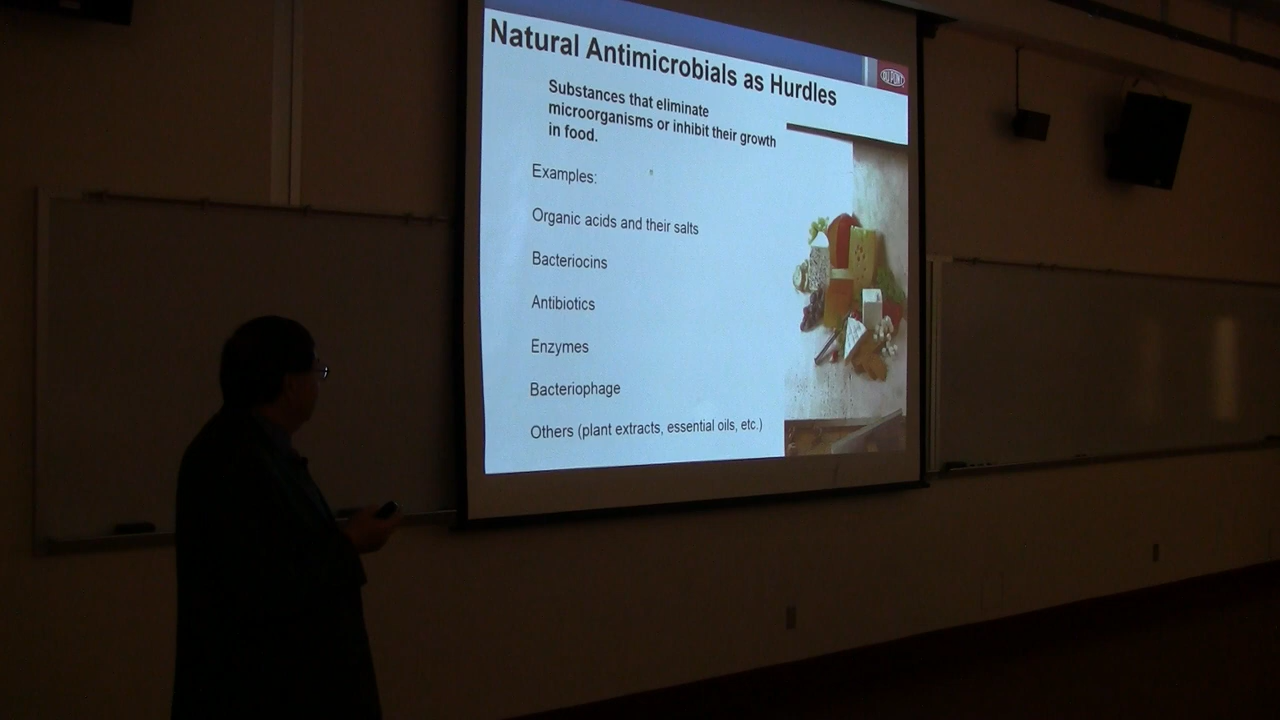 Natural Antimicrobials as Hurdles
DUPONT
Substances that eliminate
microorganisms or inhibit their growth
in food.
Examples:
Organic acids and their salts
Bacteriocins
Antibiotics
Enzymes
Bacteriophage
Others (plant extracts, essential oils, etc.)